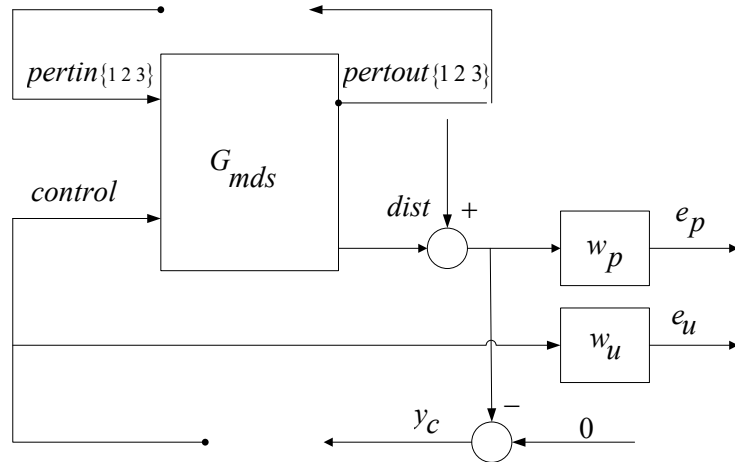 pertin{1 2 3}
pertout{1 2 3}
G_mds
control
dist
+
w_p
e_p
w_u
e_u
y_c
−
0